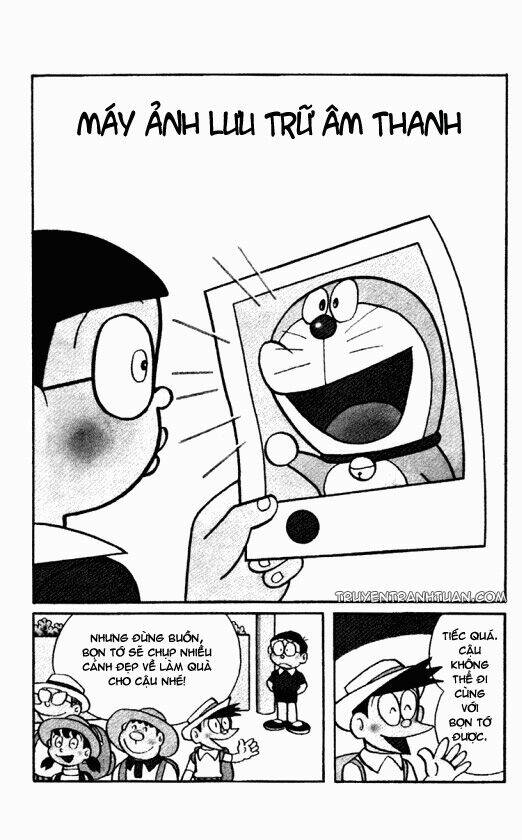 MÁY ẢNH LƯU TRỮ ÂM THANH
TRUYENTRANHTUAN.COM
TIẾC QUÁ.
CẬU
KHÔNG
THỂ ĐI
CÙNG
VỚI
BỌN TỚ
ĐƯỢC.
NHƯNG ĐỪNG BUỒN,
BỌN TỚ SẼ CHỤP NHIỀU
CẢNH ĐẸP VỀ LÀM QUÀ
CHO CẬU NHÉ!